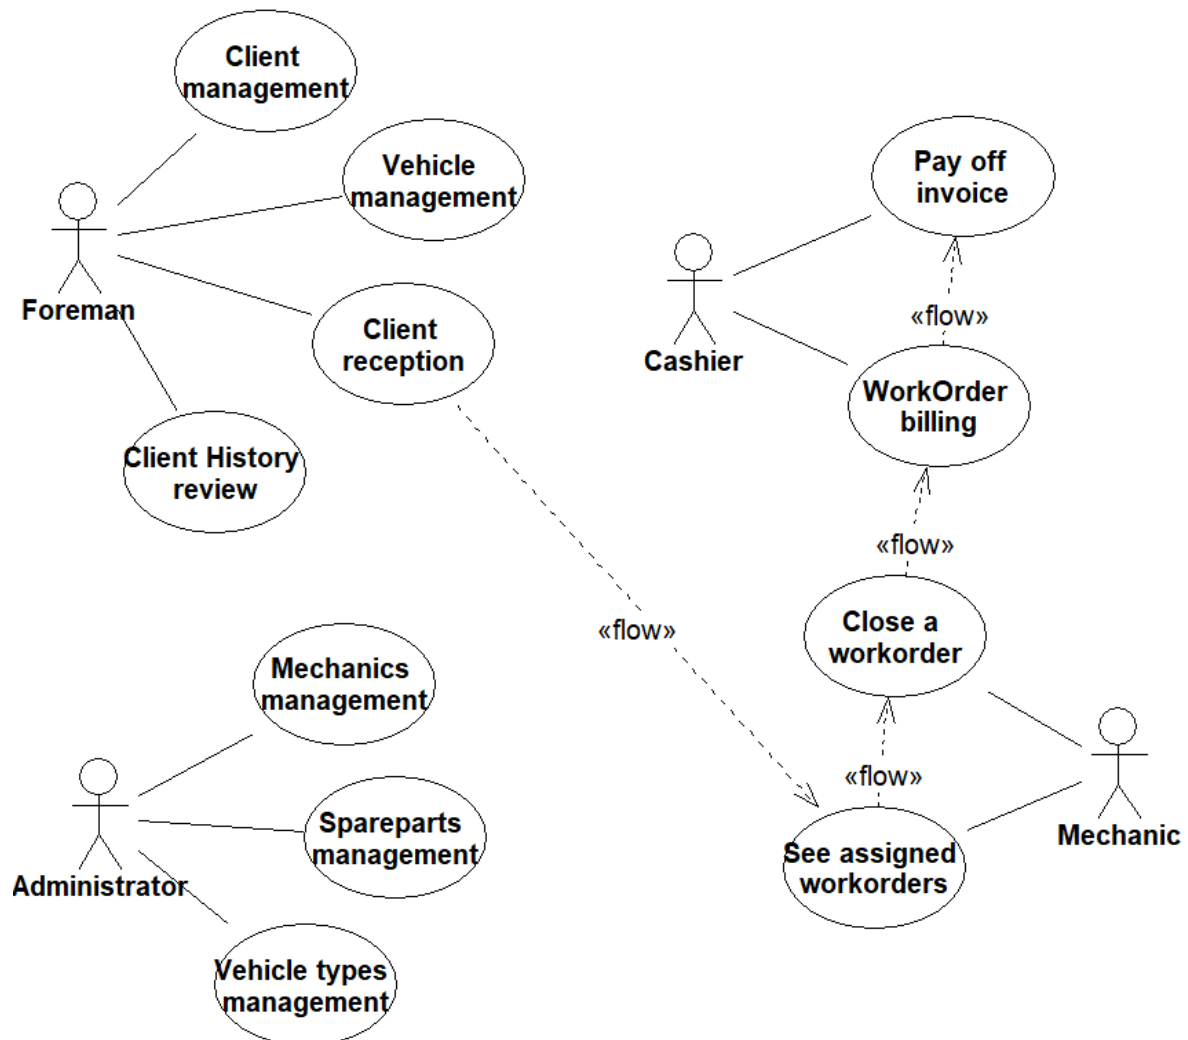 Client
management
Vehicle
management
Foreman
Client
reception
Client History
review
Pay off
invoice
Cashier
«flow»
WorkOrder
billing
«flow»
«flow»
Close a
workorder
Mechanics
management
Spareparts
management
Administrator
Vehicle types
management
«flow»
Mechanic
See assigned
workorders